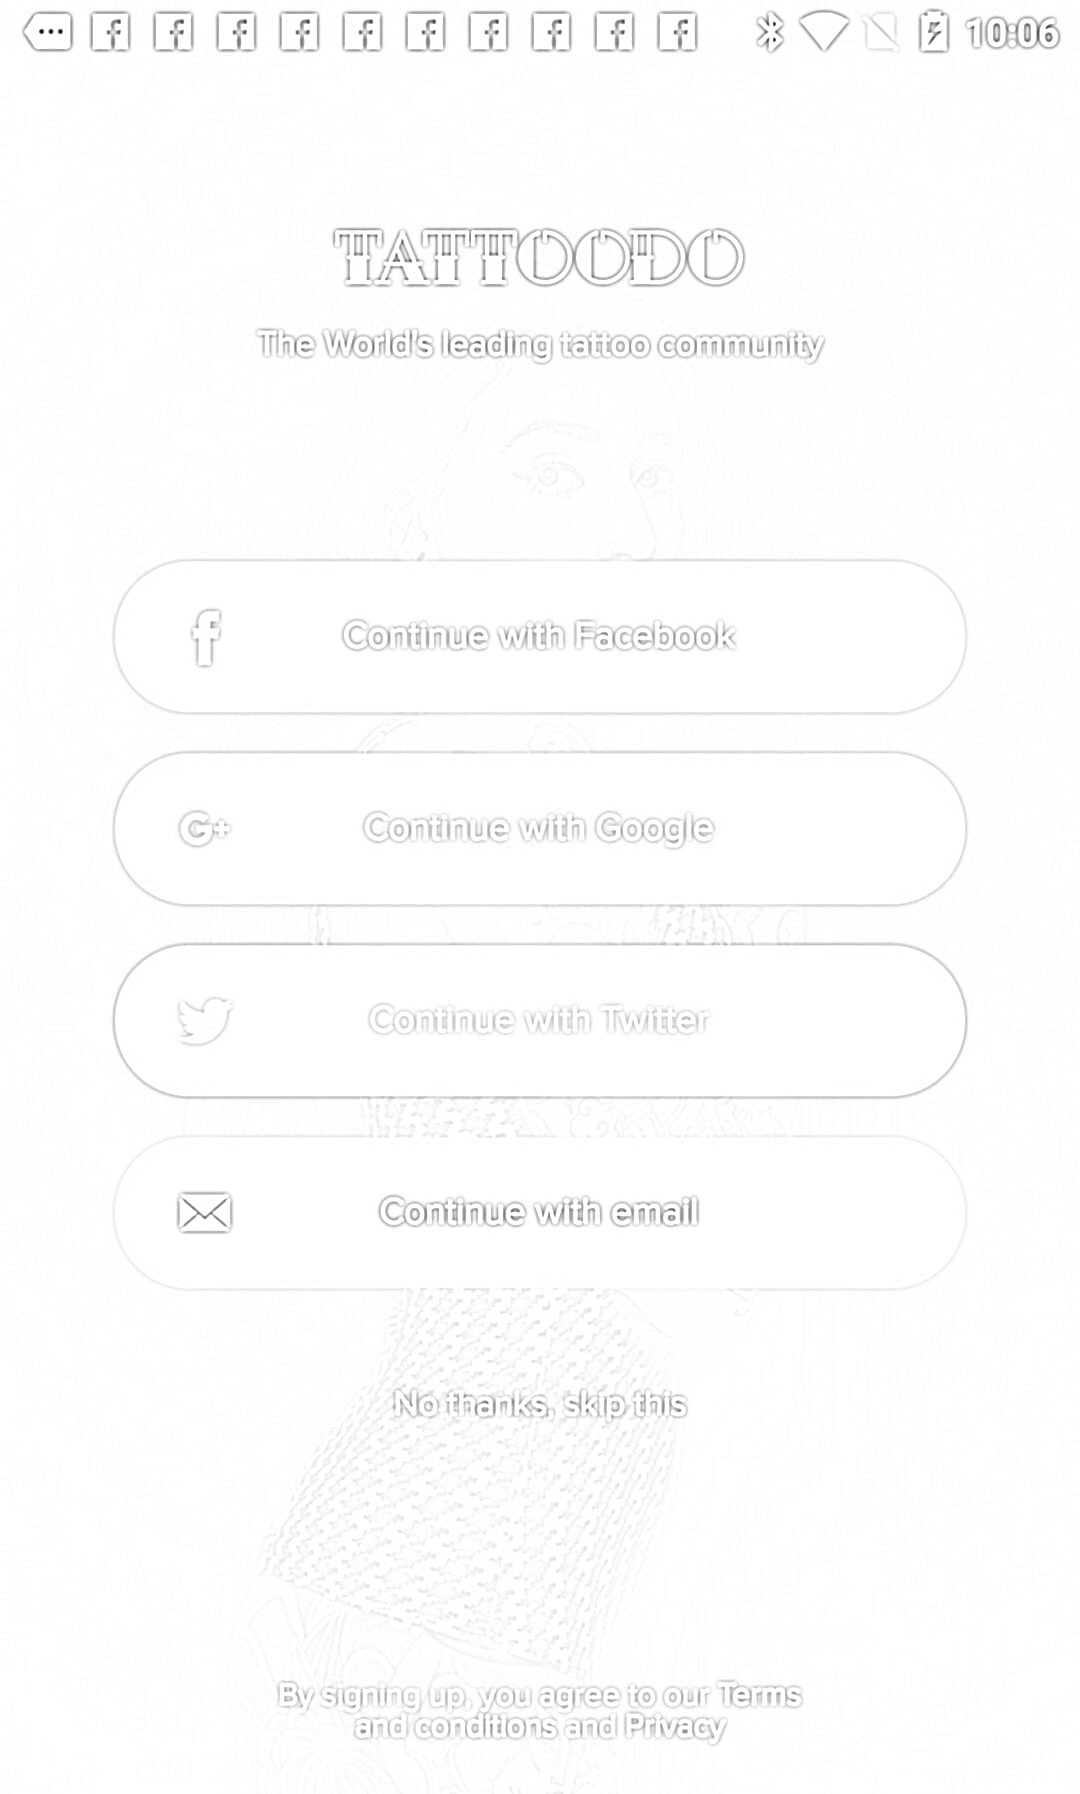 10:06
TATTOODO
The World's leading tattoo community
Continue with Facebook
G+ Continue with Google
Continue with Twitter
Continue with email
No thanks, skip this
By signing up, you agree to our Terms
and conditions and Privacy